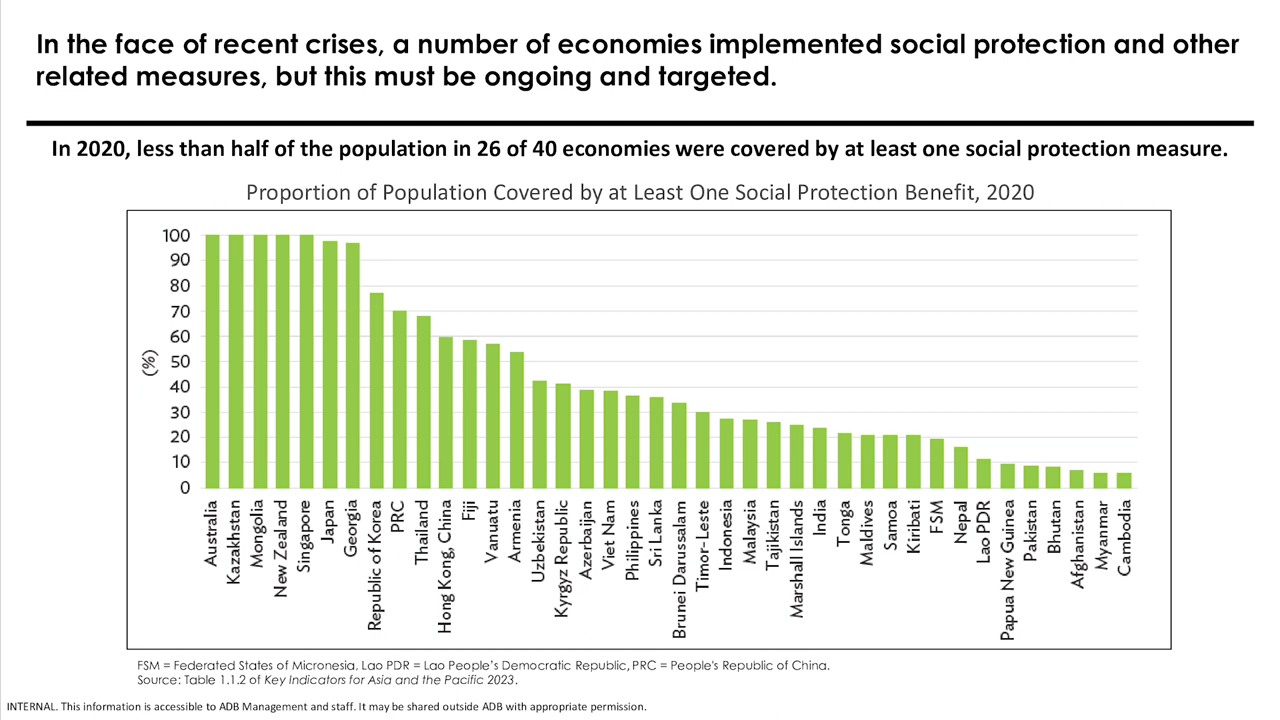 In the face of recent crises, a number of economies implemented social protection and other
related measures, but this must be ongoing and targeted.
In 2020, less than half of the population in 26 of 40 economies were covered by at least one social protection measure.
Proportion of Population Covered by at Least One Social Protection Benefit, 2020
100
90
80
70
60
50
40
30
20
10
0
(%)
Australia
Kazakhstan
Mongolia
New Zealand
Singapore
Japan
Georgia
Republic of Korea
PRC
Thailand
Hong Kong, China
Fiji
Vanuatu
Armenia
Uzbekistan
Kyrgyz Republic
Azerbaijan
Viet Nam
Philippines
Sri Lanka
Brunei Darussalam
Timor-Leste
Indonesia
Malaysia
Tajikistan
Marshall Islands
India
Tonga
Maldives
Samoa
Kiribati
FSM
Nepal
Lao PDR
Papua New Guinea
Pakistan
Bhutan
Afghanistan
Myanmar
Cambodia
FSM = Federated States of Micronesia, Lao PDR = Lao People's Democratic Republic, PRC = People's Republic of China.
Source: Table 1.1.2 of Key Indicators for Asia and the Pacific 2023.
INTERNAL. This information is accessible to ADB Management and staff. It may be shared outside ADB with appropriate permission.